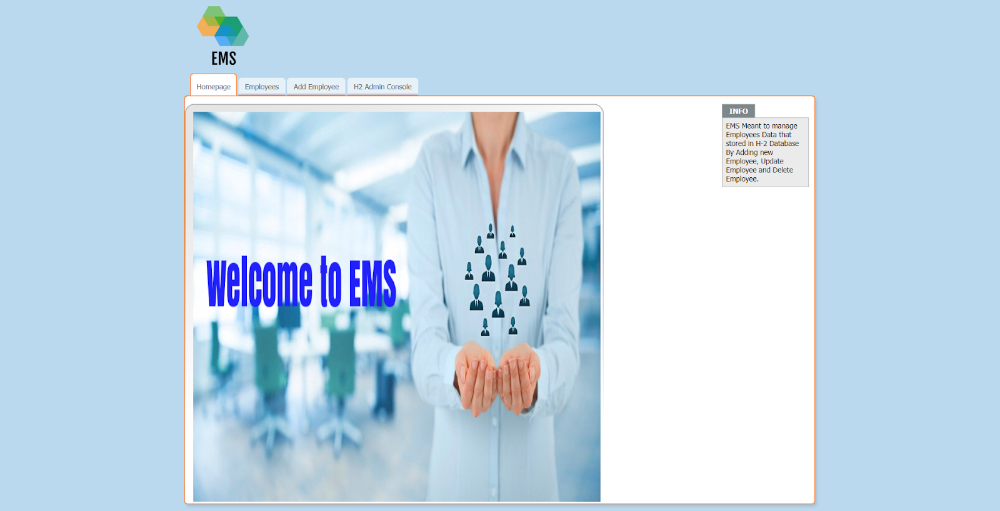 EMS
Homepage Employees Add Employee H2 Admin Console
INFO
EMS Meant to manage
Employees Data that
stored in H-2 Database
By Adding new
Employee, Update
Employee and Delete
Employee.
Welcome to EMS